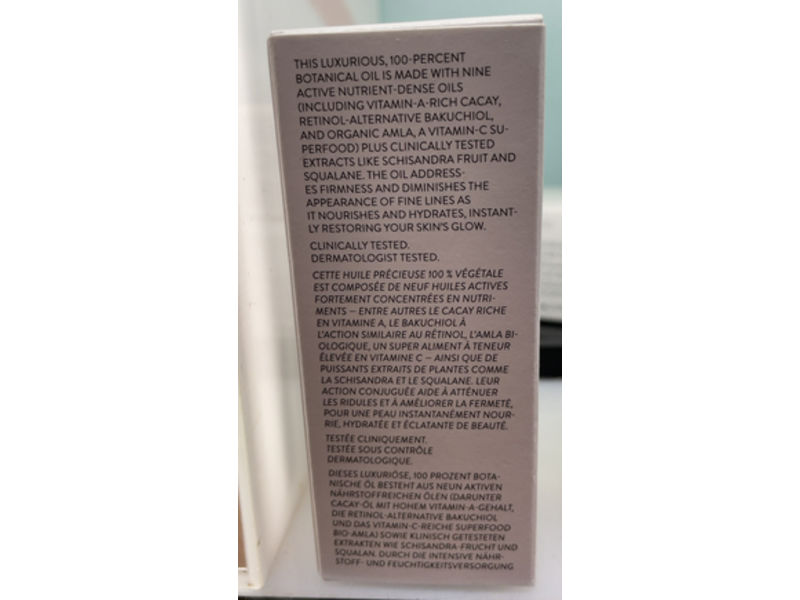 THIS LUXURIOUS, 100-PERCENT
BOTANICAL OIL IS MADE WITH NINE
ACTIVE NUTRIENT-DENSE OILS
(INCLUDING VITAMIN-A-RICH CACAY,
RETINOL-ALTERNATIVE BAKUCHIOL,
AND ORGANIC AMLA, A VITAMIN-C SU-
PERFOOD) PLUS CLINICALLY TESTED
EXTRACTS LIKE SCHISANDRA FRUIT AND
SQUALANE. THE OIL ADDRESS-
ES FIRMNESS AND DIMINISHES THE
APPEARANCE OF FINE LINES AS
IT NOURISHES AND HYDRATES, INSTANT-
LY RESTORING YOUR SKIN'S GLOW.
CLINICALLY TESTED.
DERMATOLOGIST TESTED.
CETTE HUILE PRÉCIEUSE 100 % VÉGÉTALE
EST COMPOSÉE DE NEUF HUILES ACTIVES
FORTEMENT CONCENTRÉES EN NUTRI-
MENTS – ENTRE AUTRES LE CACAY RICHE
EN VITAMINE A, LE BAKUCHIOL À
L'ACTION SIMILAIRE AU RÉTINOL, L'AMLA BI-
OLOGIQUE, UN SUPER ALIMENT À TENEUR
ÉLEVÉE EN VITAMINE C – AINSI QUE DE
PUISSANTS EXTRAITS DE PLANTES COMME
LA SCHISANDRA ET LE SQUALANE. LEUR
ACTION CONJUGUÉE AIDE À ATTÉNUER
LES RIDULES ET À AMÉLIORER LA FERMETÉ,
POUR UNE PEAU INSTANTANÉMENT NOUR-
RIE, HYDRATÉE ET ÉCLATANTE DE BEAUTÉ.
TESTÉE CLINIQUEMENT.
TESTÉE SOUS CONTRÔLE
DERMATOLOGIQUE.
DIESES LUXURIÖSE, 100 PROZENT BOTA-
NISCHE ÖL BESTEHT AUS NEUN AKTIVEN
NÄHRSTOFFREICHEN ÖLEN (DARUNTER
CACAY-ÖL MIT HOHEM VITAMIN-A-GEHALT,
DIE RETINOL-ALTERNATIVE BAKUCHIOL
UND DAS VITAMIN-C-REICHE SUPERFOOD
BIO-AMLA) SOWIE KLINISCH GETESTETEN
EXTRAKTEN WIE SCHISANDRA-FRUCHT UND
SQUALAN. DURCH DIE INTENSIVE NÄHR-
STOFF- UND FEUCHTIGKEITSVERSORGUNG